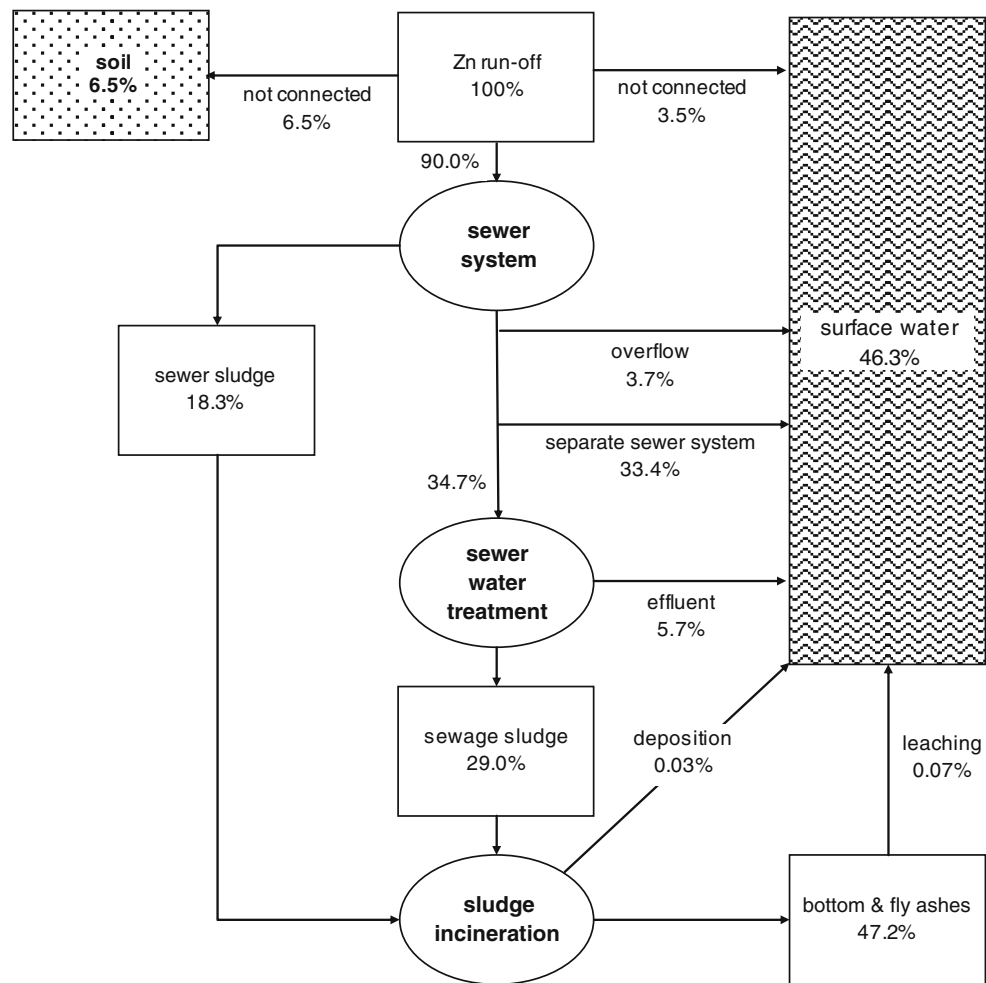 soil
6.5%
Zn run-off
100%
not connected
6.5%
not connected
3.5%
90.0%
sewer
system
surface water
46.3%
overflow
3.7%
sewer sludge
18.3%
separate sewer system
33.4%
34.7%
sewer
water
treatment
effluent
5.7%
sewage sludge
29.0%
deposition
0.03%
leaching
0.07%
sludge
incineration
bottom & fly ashes
47.2%